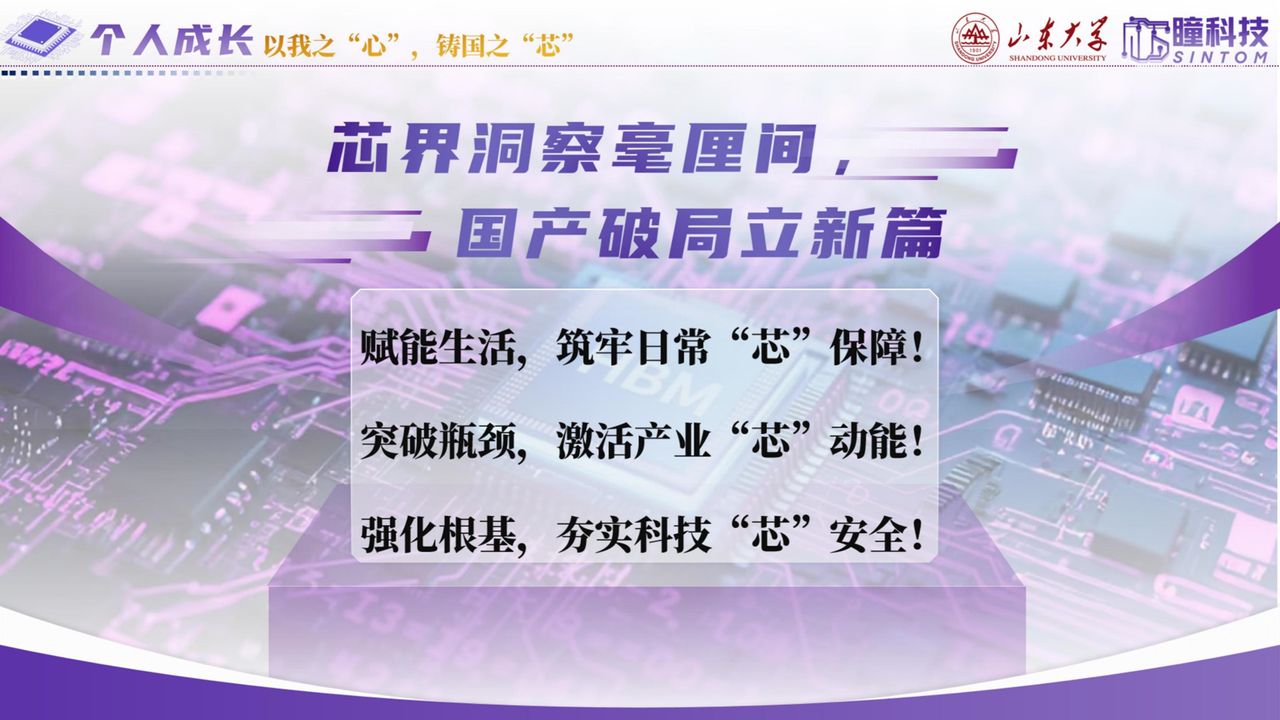 个人成长 以我之“心”，铸国之“芯”
山东大学
SHANDONG UNIVERSITY
1901
芯瞳科技
SINTOM
芯界洞察毫厘间，
国产破局立新篇
HBM
赋能生活，筑牢日常“芯”保障！
突破瓶颈，激活产业“芯”动能！
强化根基，夯实科技“芯”安全！